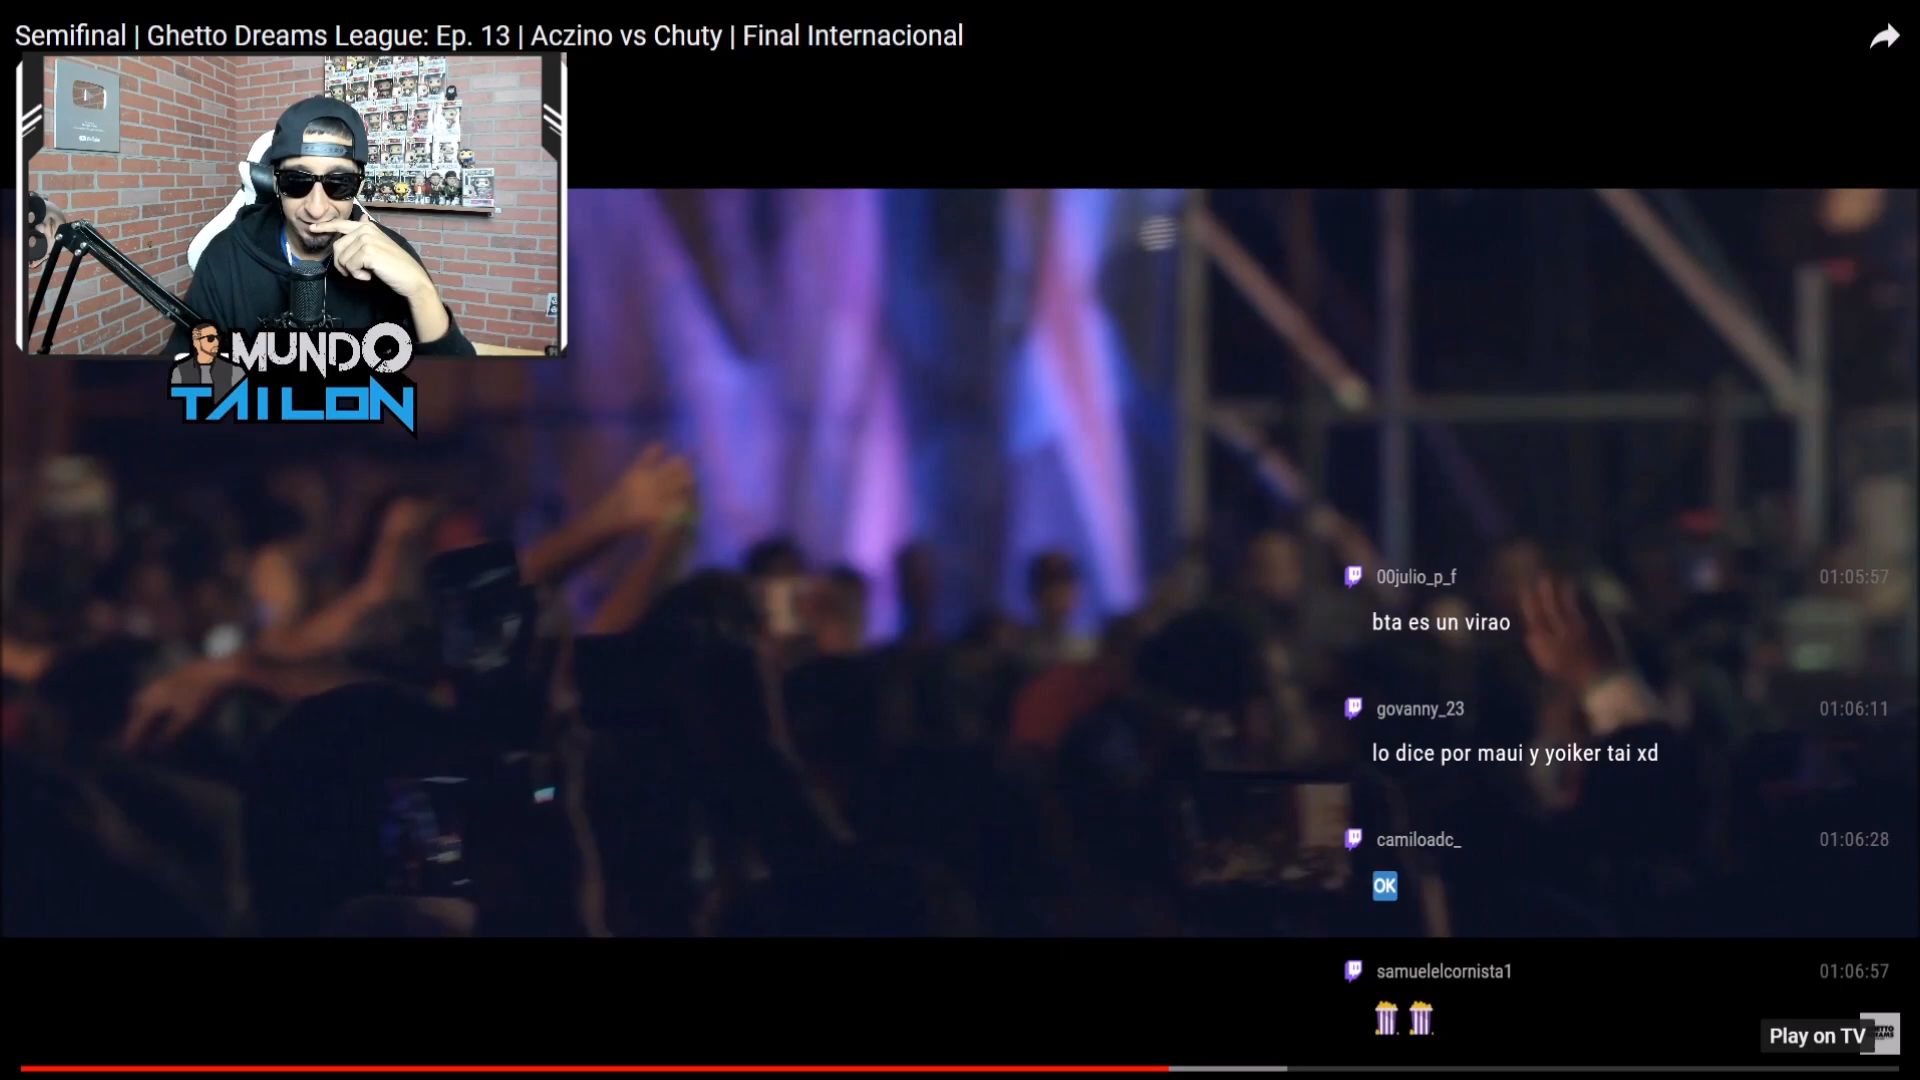 Semifinal | Ghetto Dreams League: Ep. 13 | Aczino vs Chuty | Final Internacional
MUNDO
TAILON
00julio_p_f 01:05:57
bta es un virao
govanny_23 01:06:11
lo dice por maui y yoiker tai xd
camiloadc_ 01:06:28
OK
samuelelcornista1 01:06:57
Play on TV